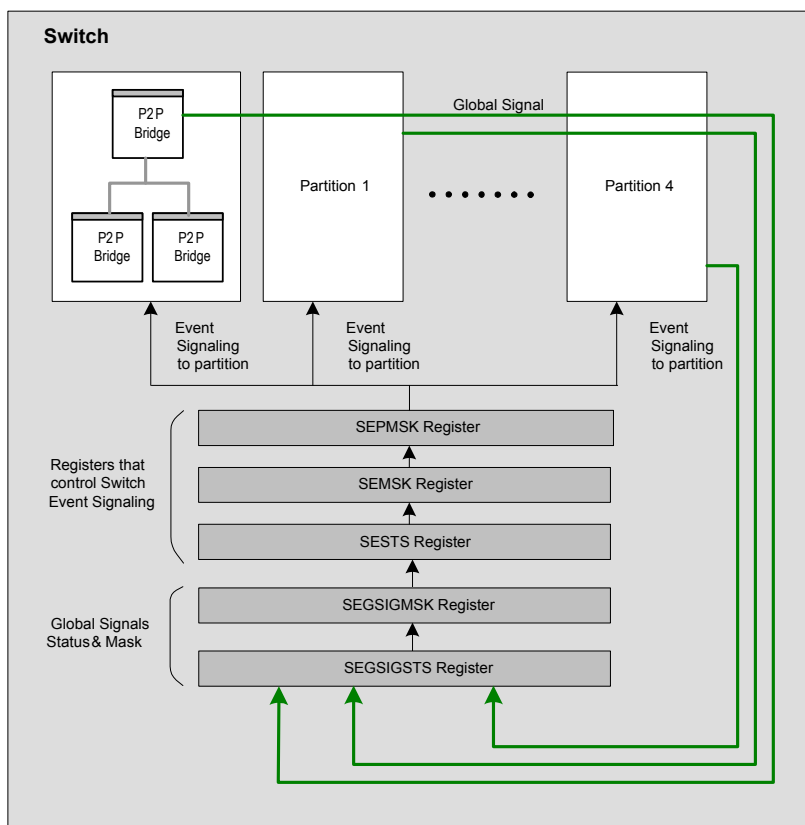 Switch
P2P
Bridge
P2P
Bridge
P2P
Bridge
Partition 1
Global Signal
Partition 4
Event
Signaling
to partition
Event
Signaling
to partition
Event
Signaling
to partition
SEPMSK Register
Registers that
control Switch
Event Signaling
SEMSK Register
SESTS Register
Global Signals
Status & Mask
SEGSIGMSK Register
SEGSIGSTS Register